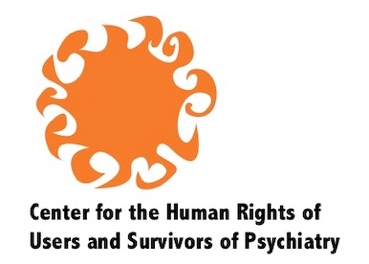 Center for the Human Rights of
Users and Survivors of Psychiatry